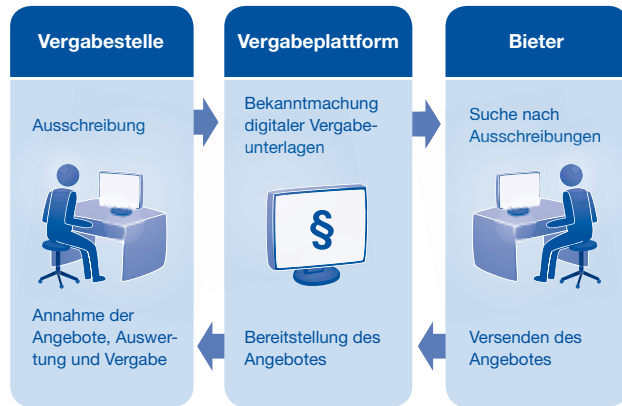 Vergabestelle
Ausschreibung
Annahme der
Angebote, Auswer-
tung und Vergabe
Vergabeplattform
Bekanntmachung
digitaler Vergabe-
unterlagen
§
Bereitstellung des
Angebotes
Bieter
Suche nach
Ausschreibungen
Versenden des
Angebotes